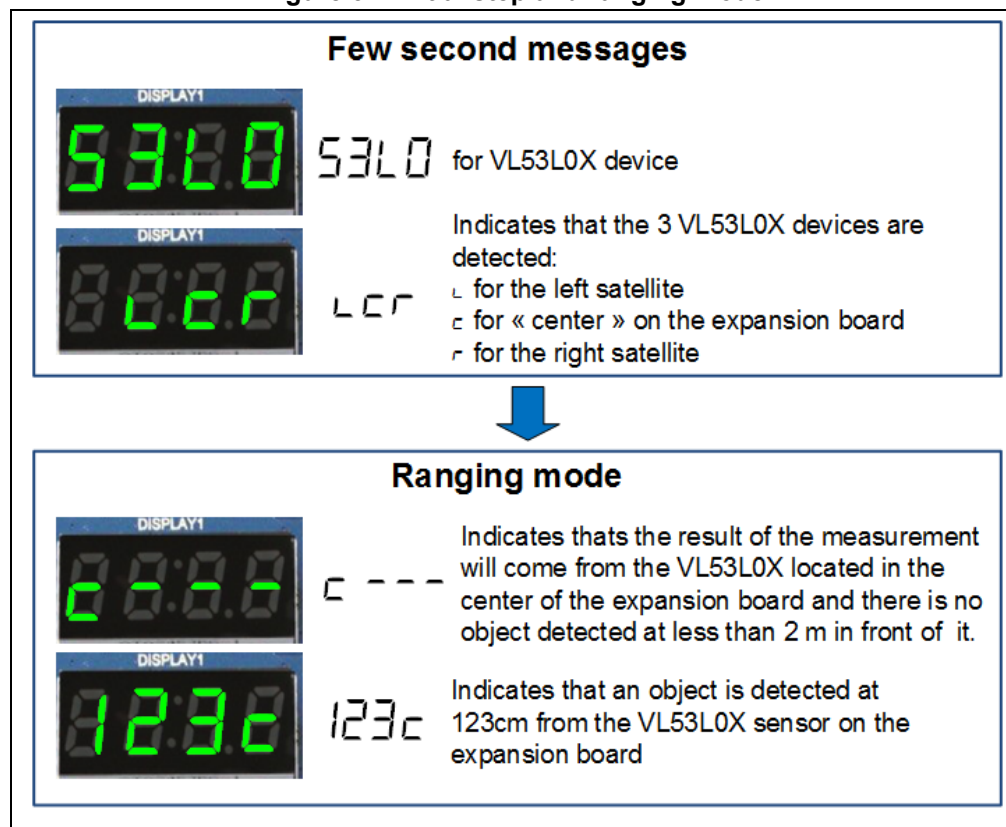 Few second messages
DISPLAY1
53L0
53L0 for VL53L0X device
Indicates that the 3 VL53L0X devices are
detected:
DISPLAY1
Lcr
Lcr
L for the left satellite
c for « center » on the expansion board
r for the right satellite
Ranging mode
DISPLAY1
c---
c ---
Indicates thats the result of the measurement
will come from the VL53L0X located in the
center of the expansion board and there is no
object detected at less than 2 m in front of it.
DISPLAY1
123c
123c
Indicates that an object is detected at
123cm from the VL53L0X sensor on the
expansion board